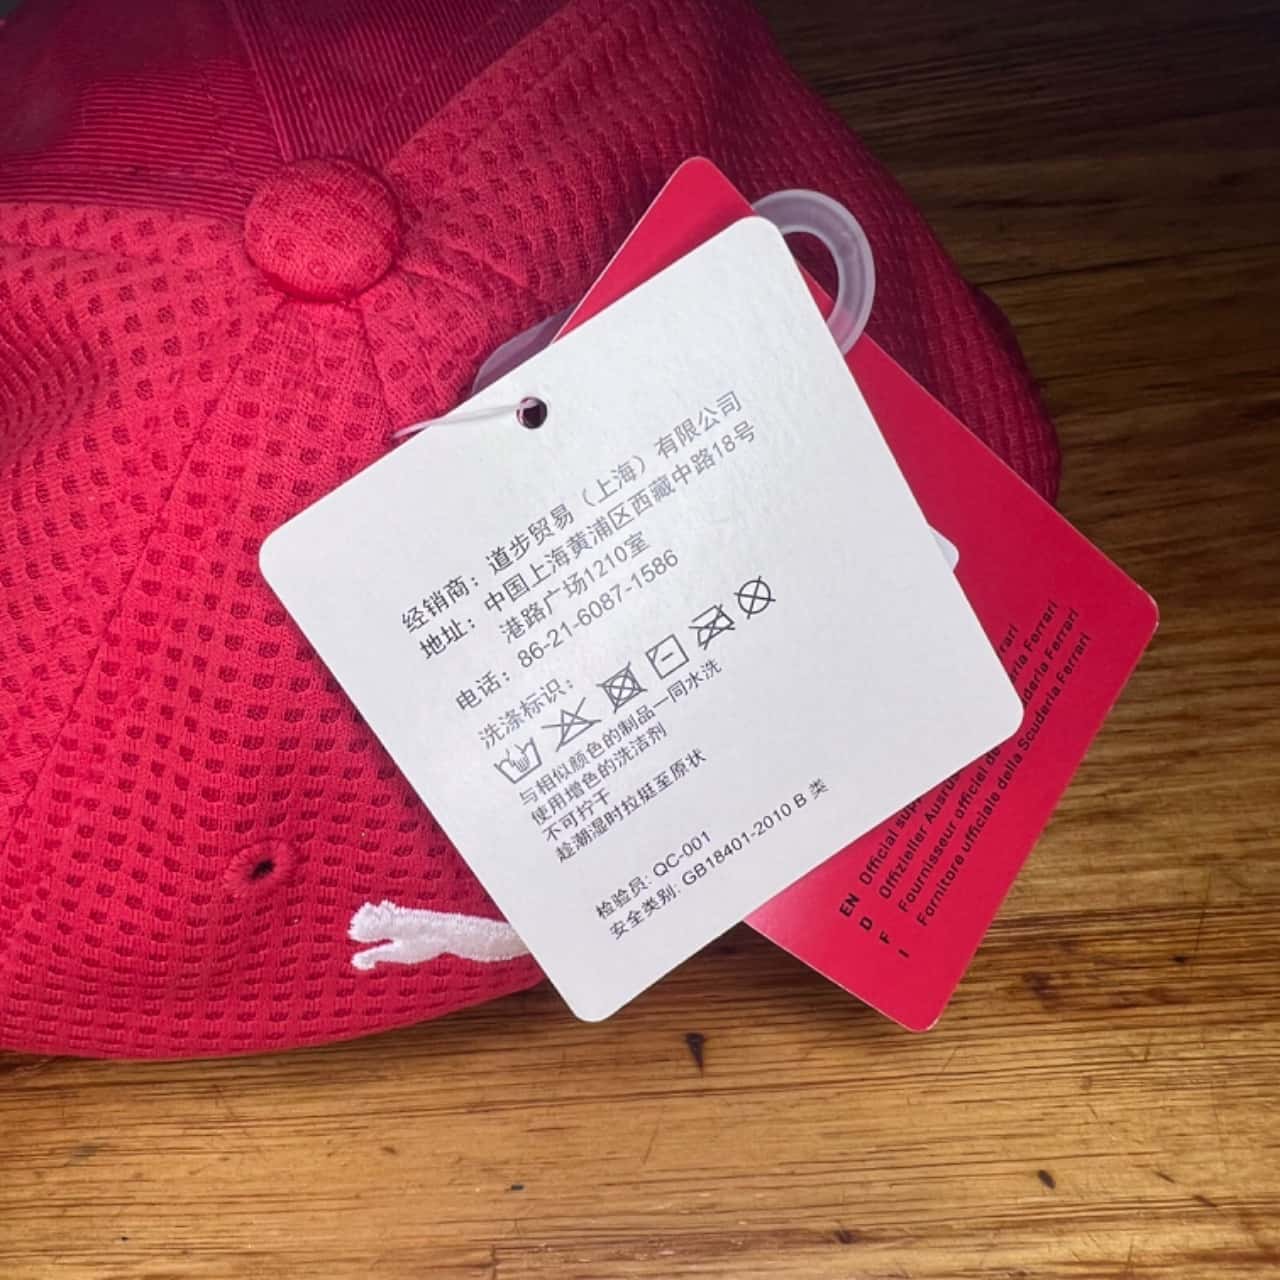 经销商：道步贸易（上海）有限公司
地址：中国上海黄浦区西藏中路18号
港路广场1210室
电话：86-21-6087-1586
洗涤标识：
与相似颜色的制品一同水洗
使用增色的洗洁剂
不可拧干
趁潮湿时拉挺至原状
检验员: QC-001
安全类别: GB18401-2010 B 类
EN Official rrari
D Offizieller Ausrü ria Ferrari
F Fournisseur officiel de deria Ferrari
I Fornitore ufficiale della Scuderia Ferrari